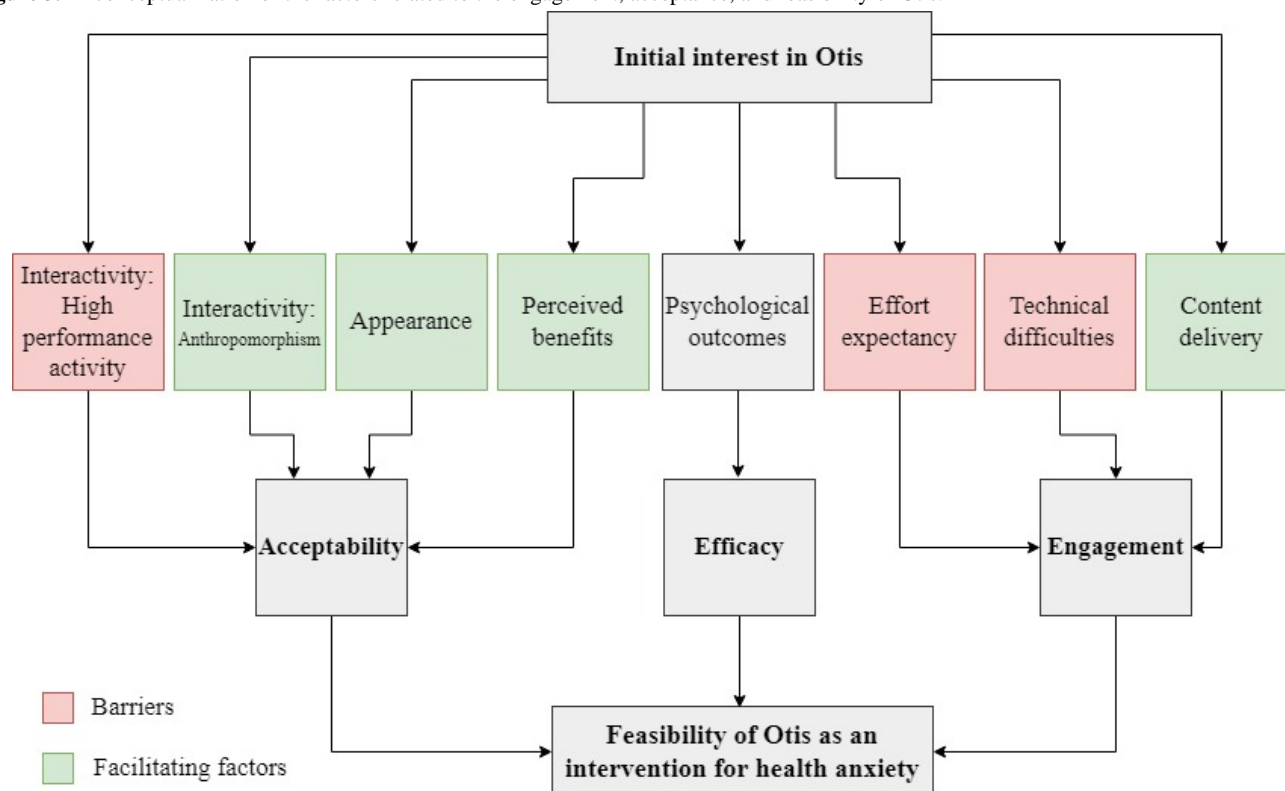 Initial interest in Otis
Interactivity:
High
performance
activity
Interactivity:
Anthropomorphism
Appearance
Perceived
benefits
Psychological
outcomes
Effort
expectancy
Technical
difficulties
Content
delivery
Acceptability
Efficacy
Engagement
Barriers
Facilitating factors
Feasibility of Otis as an
intervention for health anxiety